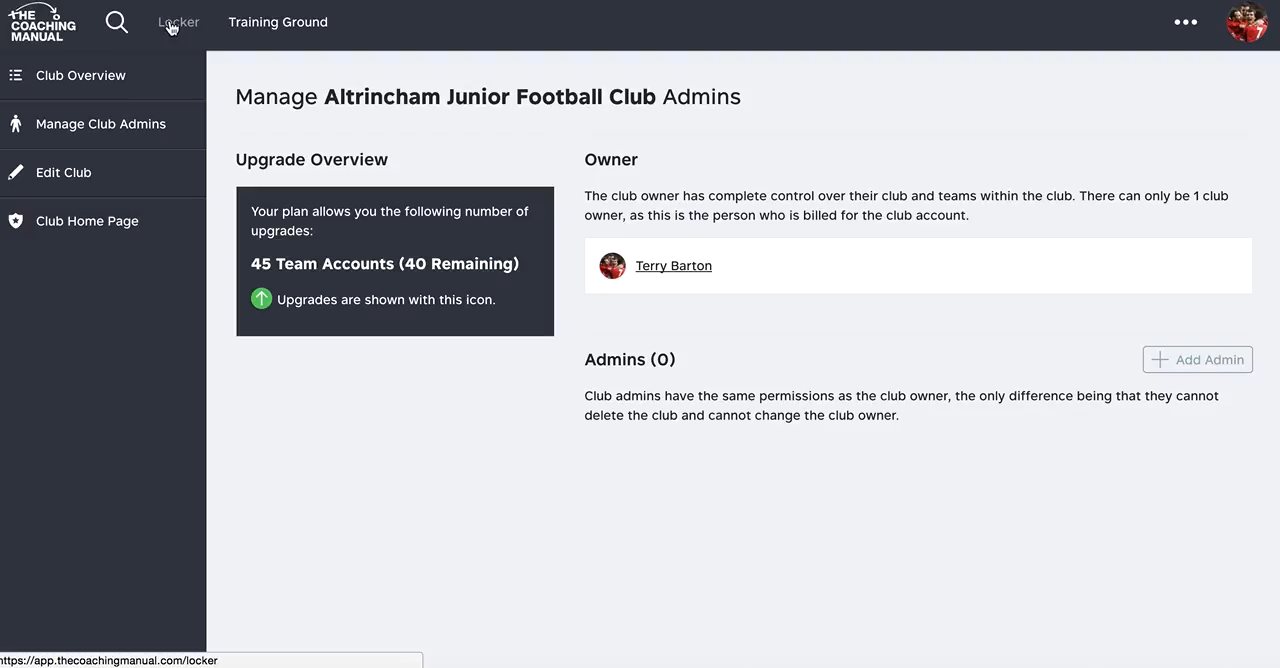 THE
COACHING
MANUAL
Locker
Training Ground
Club Overview
Manage Club Admins
Edit Club
Club Home Page
Manage Altrincham Junior Football Club Admins
Upgrade Overview
Your plan allows you the following number of
upgrades:
45 Team Accounts (40 Remaining)
Upgrades are shown with this icon.
Owner
The club owner has complete control over their club and teams within the club. There can only be 1 club
owner, as this is the person who is billed for the club account.
Terry Barton
Admins (0)
Add Admin
Club admins have the same permissions as the club owner, the only difference being that they cannot
delete the club and cannot change the club owner.
7
https://app.thecoachingmanual.com/locker